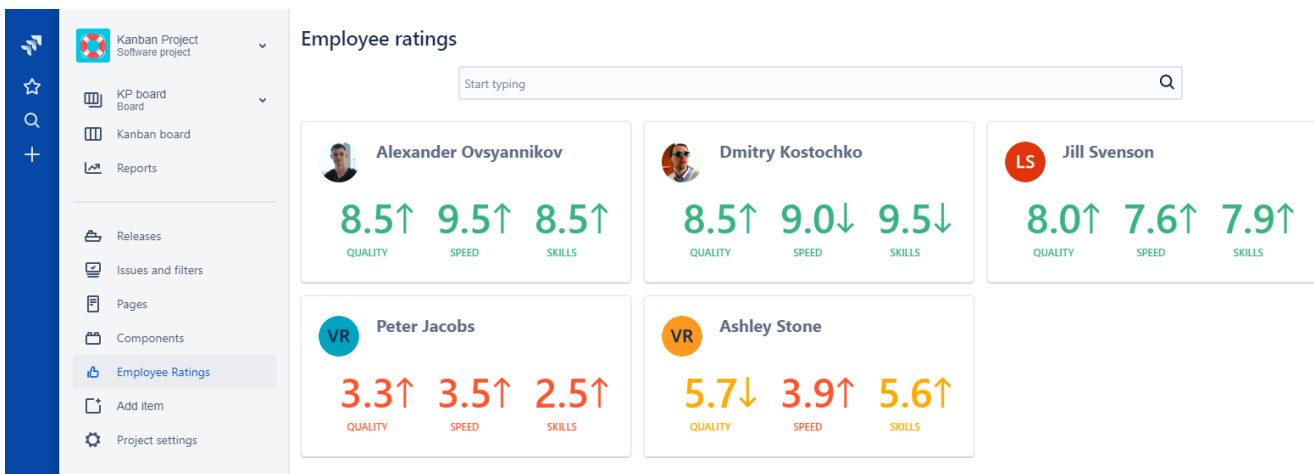 Kanban Project
Software project
KP board
Board
Kanban board
Reports
Releases
Issues and filters
Pages
Components
Employee Ratings
Add item
Project settings
Employee ratings
Start typing
Alexander Ovsyannikov
8.5↑ 9.5↑ 8.5↑
QUALITY SPEED SKILLS
Dmitry Kostochko
8.5↑ 9.0↓ 9.5↓
QUALITY SPEED SKILLS
LS Jill Svenson
8.0↑ 7.6↑ 7.9↑
QUALITY SPEED SKILLS
VR Peter Jacobs
3.3↑ 3.5↑ 2.5↑
QUALITY SPEED SKILLS
VR Ashley Stone
5.7↓ 3.9↑ 5.6↑
QUALITY SPEED SKILLS